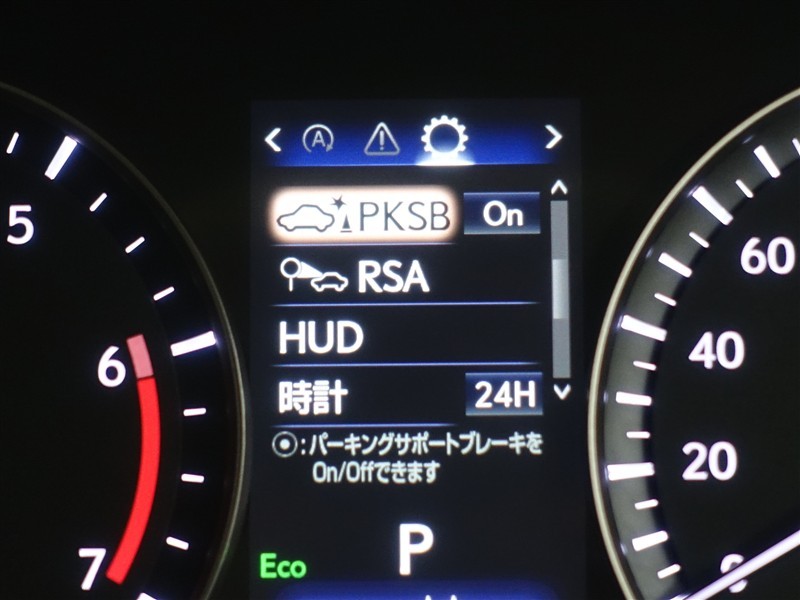 A
PKSB On
RSA
HUD
時計 24H
⦿:パーキングサポートブレーキを
On/Offできます
P
Eco
5
6
7
60
40
20
0